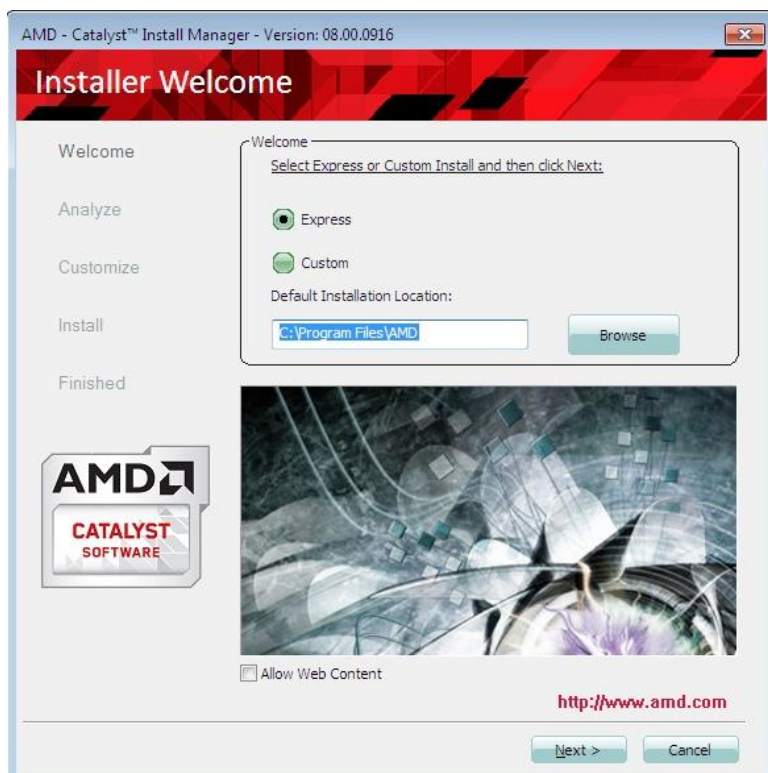 AMD - Catalyst™ Install Manager - Version: 08.00.0916
Installer Welcome
Welcome
Analyze
Customize
Install
Finished
AMD
CATALYST
SOFTWARE
Welcome
Select Express or Custom Install and then click Next:
Express
Custom
Default Installation Location:
C:\Program Files\AMD
Browse
Allow Web Content
http://www.amd.com
Next >
Cancel